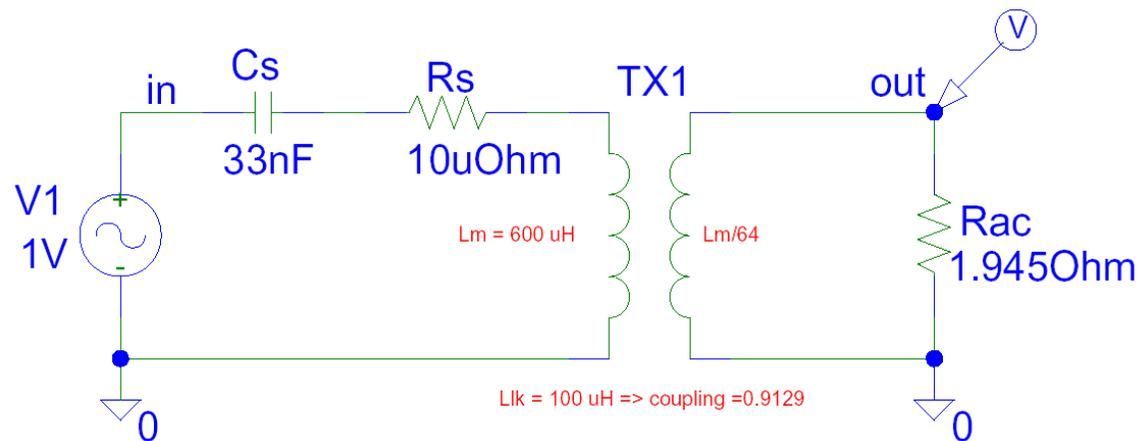 V
Cs
Rs
TX1
out
in
33nF
10uOhm
V1
1V
+
-
Lm = 600 uH
Lm/64
Rac
1.945Ohm
Llk = 100 uH => coupling =0.9129
0
0